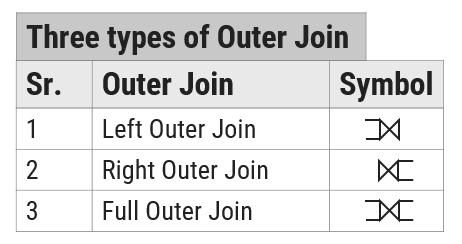 Three types of Outer Join
Sr. Outer Join Symbol
1 Left Outer Join ⟕
2 Right Outer Join ⟖
3 Full Outer Join ⟗